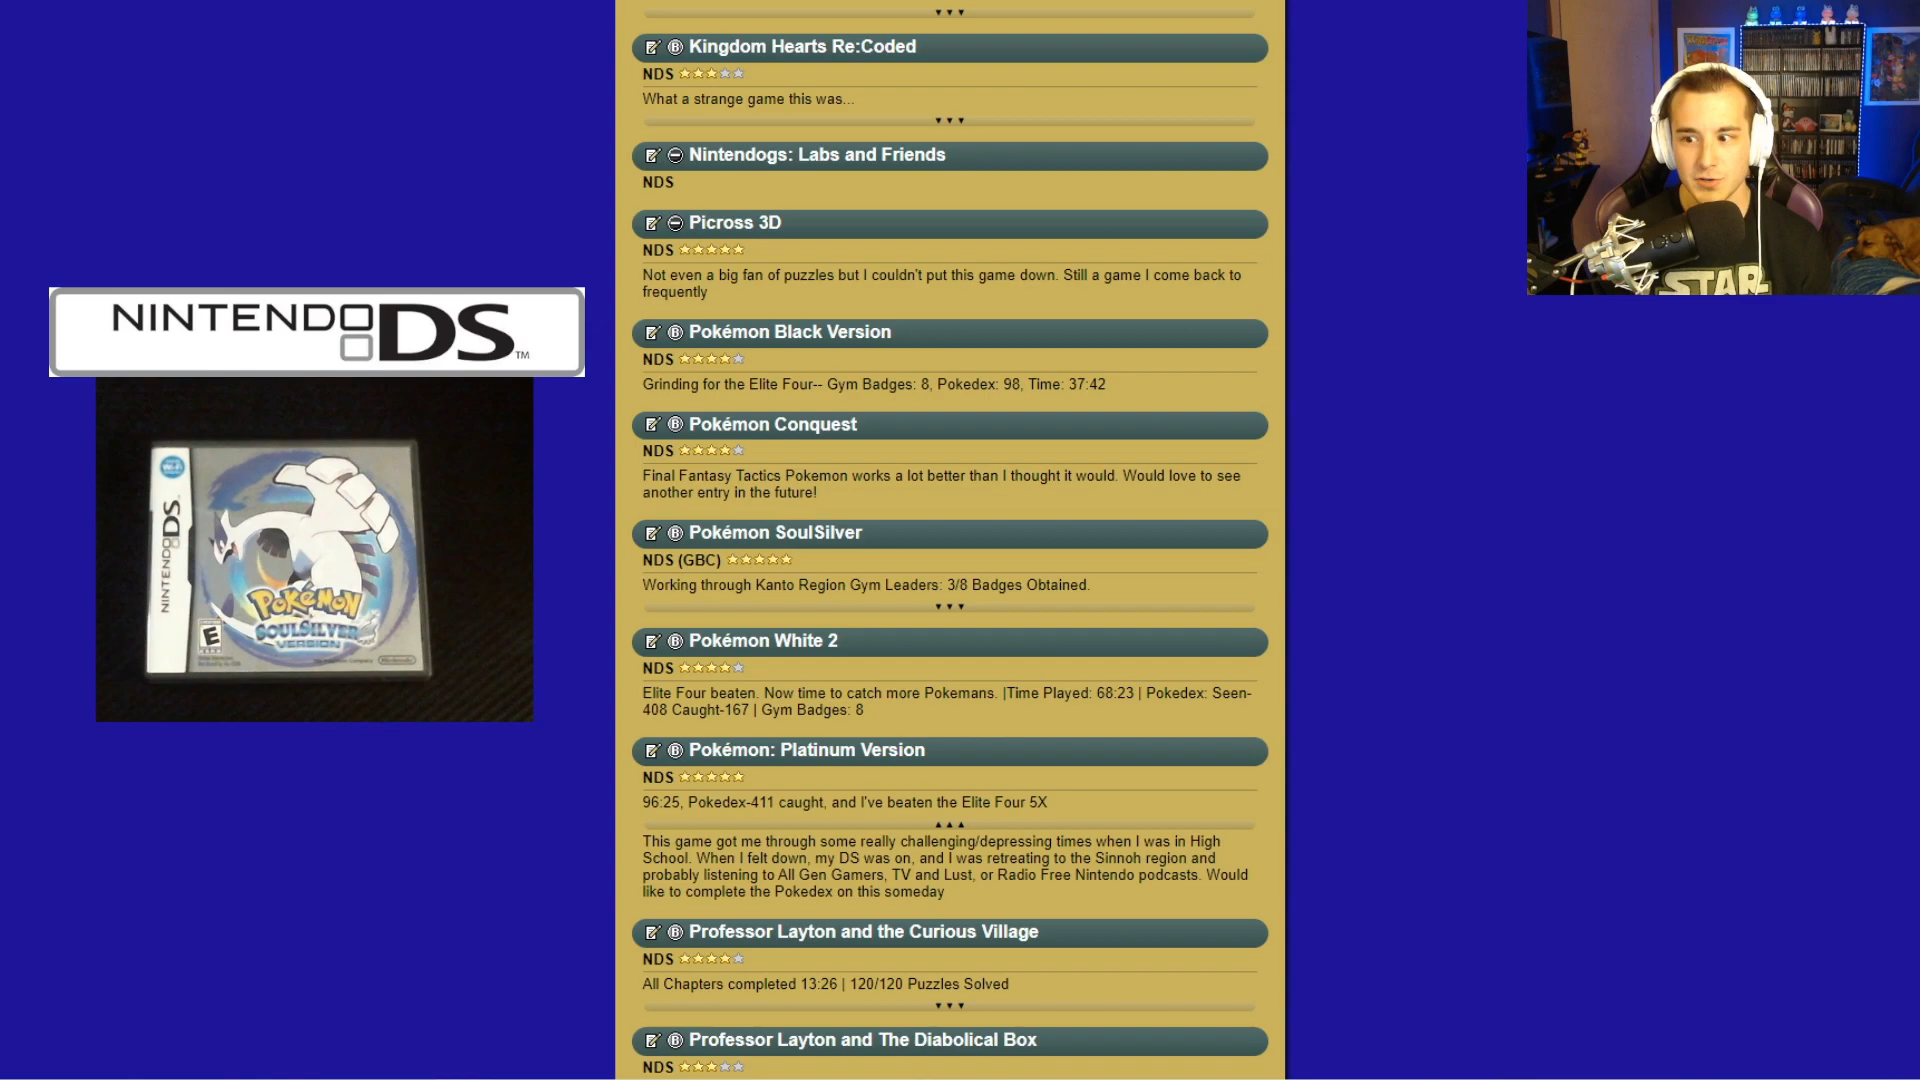 Kingdom Hearts Re:Coded
NDS
What a strange game this was...
Nintendogs: Labs and Friends
NDS
Picross 3D
NDS
Not even a big fan of puzzles but I couldn't put this game down. Still a game I come back to
frequently
Pokémon Black Version
NDS
Grinding for the Elite Four-- Gym Badges: 8, Pokedex: 98, Time: 37:42
Pokémon Conquest
NDS
Final Fantasy Tactics Pokemon works a lot better than I thought it would. Would love to see
another entry in the future!
Pokémon SoulSilver
NDS (GBC)
Working through Kanto Region Gym Leaders: 3/8 Badges Obtained.
Pokémon White 2
NDS
Elite Four beaten. Now time to catch more Pokemans. |Time Played: 68:23 | Pokedex: Seen-
408 Caught-167 | Gym Badges: 8
Pokémon: Platinum Version
NDS
96:25, Pokedex-411 caught, and I've beaten the Elite Four 5X
This game got me through some really challenging/depressing times when I was in High
School. When I felt down, my DS was on, and I was retreating to the Sinnoh region and
probably listening to All Gen Gamers, TV and Lust, or Radio Free Nintendo podcasts. Would
like to complete the Pokedex on this someday
Professor Layton and the Curious Village
NDS
All Chapters completed 13:26 | 120/120 Puzzles Solved
Professor Layton and The Diabolical Box
NDS
NINTENDO DS TM
Wi-Fi
NINTENDO DS
POKéMON
SOULSILVER
VERSION
E
Nintendo
STAR